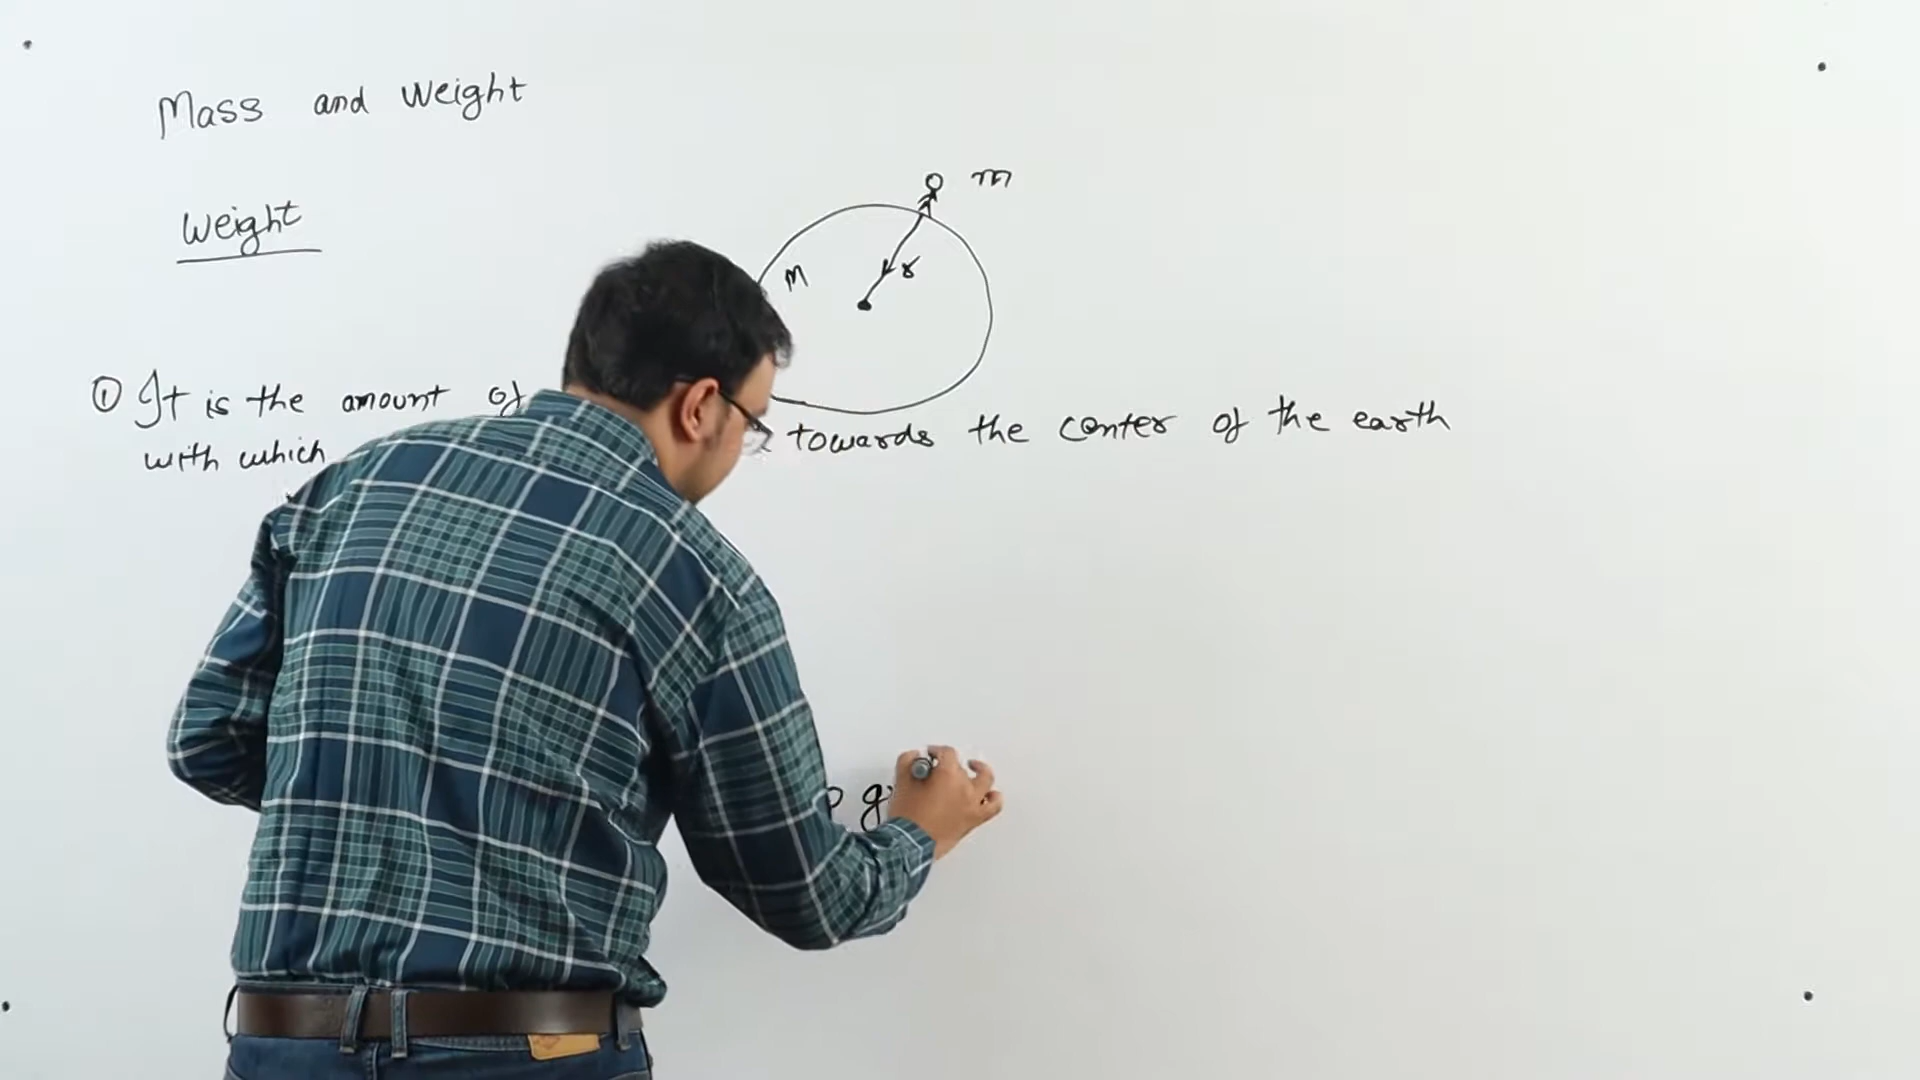 Mass and Weight
Weight
m
M
r
① It is the amount of
with which towards the center of the earth
g